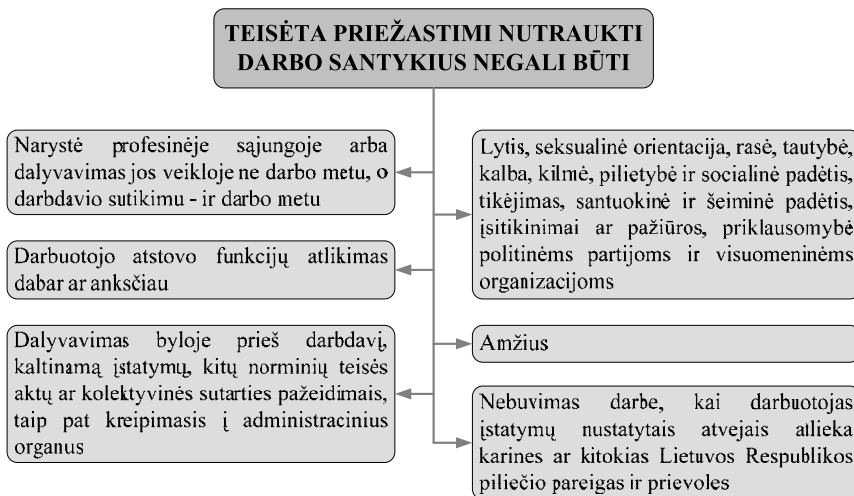 TEISĖTA PRIEŽASTIMI NUTRAUKTI
DARBO SANTYKIUS NEGALI BŪTI
Narystė profesinėje sąjungoje arba
dalyvavimas jos veikloje ne darbo metu, o
darbdavio sutikimu - ir darbo metu
Darbuotojo atstovo funkcijų atlikimas
dabar ar anksčiau
Dalyvavimas byloje prieš darbdavį,
kaltinamą įstatymų, kitų norminių teisės
aktų ar kolektyvinės sutarties pažeidimais,
taip pat kreipimasis į administracinius
organus
Lytis, seksualinė orientacija, rasė, tautybė,
kalba, kilmė, pilietybė ir socialinė padėtis,
tikėjimas, santuokinė ir šeiminė padėtis,
įsitikinimai ar pažiūros, priklausomybė
politinėms partijoms ir visuomeninėms
organizacijoms
Amžius
Nebuvimas darbe, kai darbuotojas
įstatymų nustatytais atvejais atlieka
karines ar kitokias Lietuvos Respublikos
piliečio pareigas ir prievoles